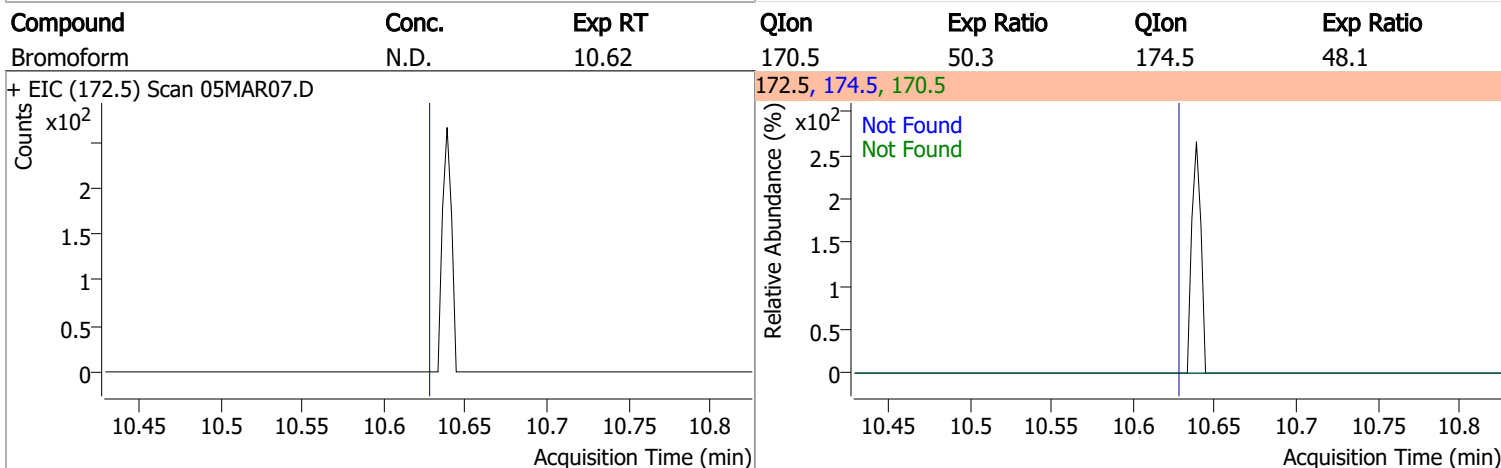 Compound Conc. Exp RT QIon Exp Ratio QIon Exp Ratio
Bromoform N.D. 10.62 170.5 50.3 174.5 48.1
+ EIC (172.5) Scan 05MAR07.D
Counts
x10²
2
1.5
1
0.5
0
10.45 10.5 10.55 10.6 10.65 10.7 10.75 10.8
Acquisition Time (min)
172.5, 174.5, 170.5
Relative Abundance (%)
x10²
Not Found
Not Found
2.5
2
1.5
1
0.5
0
10.45 10.5 10.55 10.6 10.65 10.7 10.75 10.8
Acquisition Time (min)